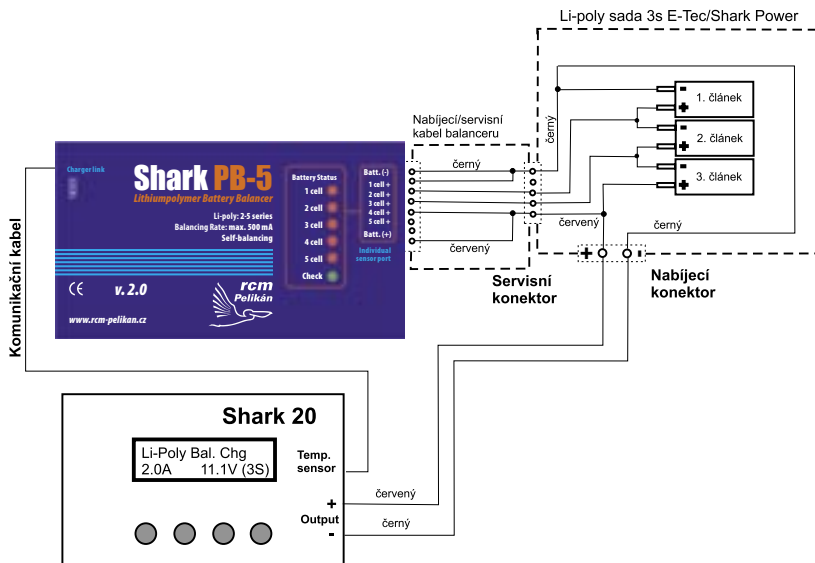 Li-poly sada 3s E-Tec/Shark Power
1. článek
2. článek
3. článek
-
+
-
+
-
+
Nabíjecí/servisní
kabel balanceru
černý
černý
červený
červený
černý
Servisní
konektor
+
-
Nabíjecí
konektor
Komunikační kabel
Charger link
Shark PB-5
Lithiumpolymer Battery Balancer
Li-poly: 2-5 series
Balancing Rate: max. 500 mA
Self-balancing
Battery Status
1 cell
2 cell
3 cell
4 cell
5 cell
Check
Batt. (-)
1 cell +
2 cell +
3 cell +
4 cell +
5 cell +
Batt. (+)
Individual
sensor port
CE
v. 2.0
rcm
Pelikán
www.rcm-pelikan.cz
Shark 20
Li-Poly Bal. Chg
2.0A 11.1V (3S)
Temp.
sensor
+
Output
-
červený
černý